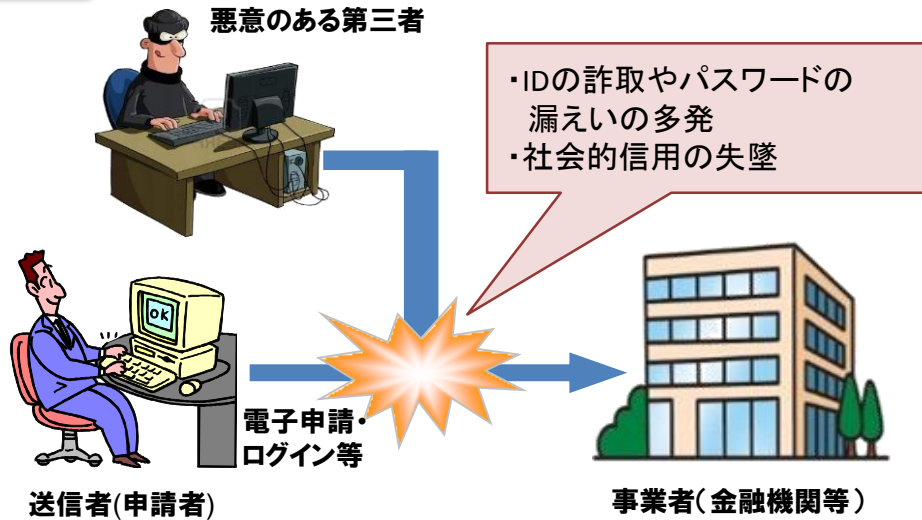 悪意のある第三者
・IDの詐取やパスワードの
漏えいの多発
・社会的信用の失墜
OK
電子申請・
ログイン等
送信者(申請者)
事業者(金融機関等)